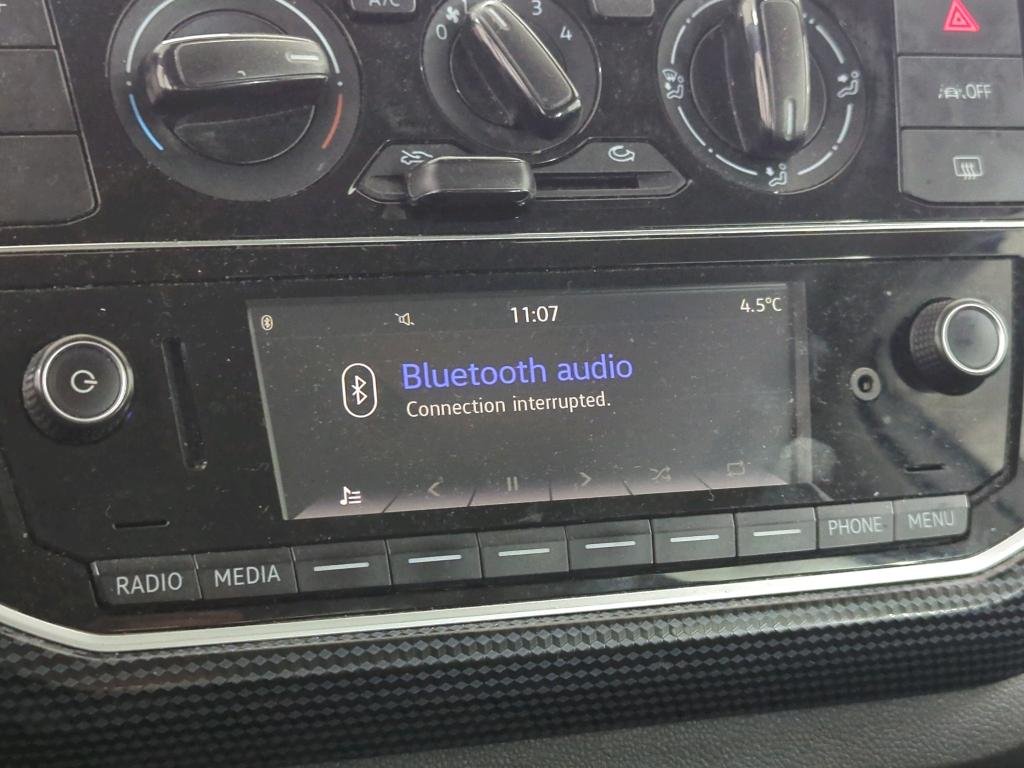 A/C
0
3
4
OFF
11:07
4.5°C
Bluetooth audio
Connection interrupted.
RADIO
MEDIA
PHONE
MENU